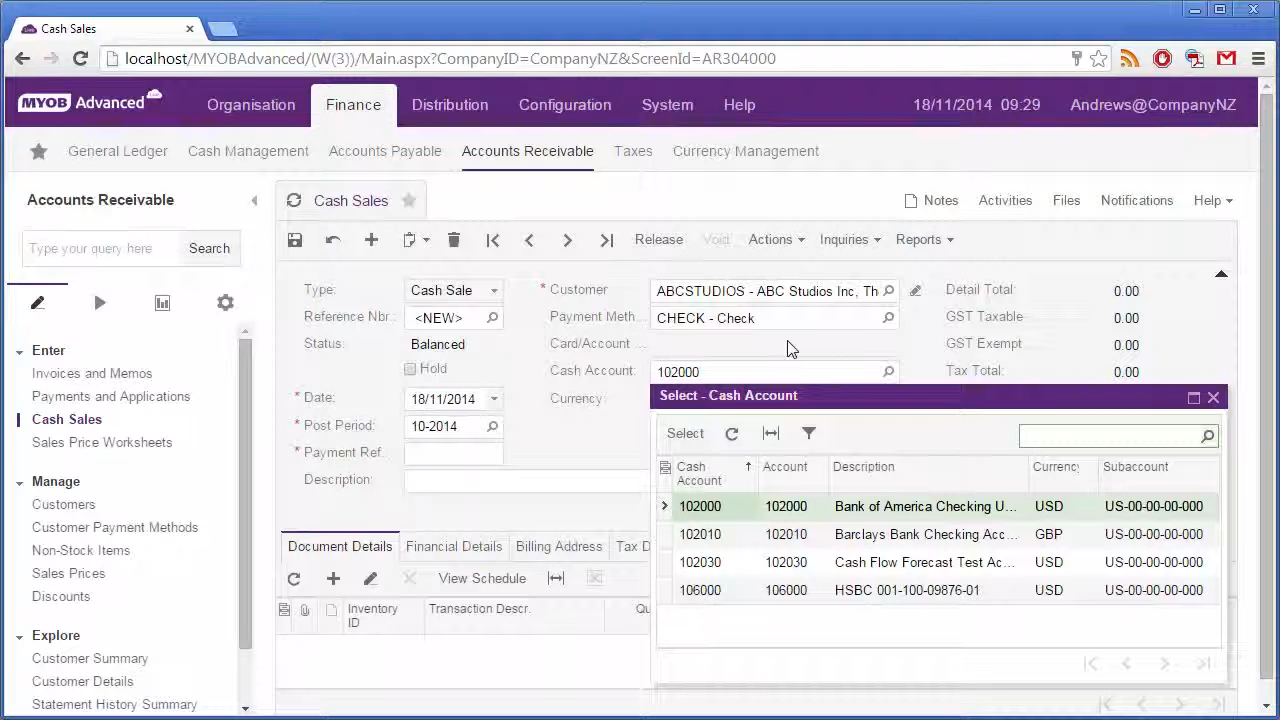 Cash Sales
localhost/MYOBAdvanced/(W(3))/Main.aspx?CompanyID=CompanyNZ&ScreenId=AR304000
MYOB Advanced Live Organisation Finance Distribution Configuration System Help 18/11/2014 09:29 Andrews@CompanyNZ
General Ledger Cash Management Accounts Payable Accounts Receivable Taxes Currency Management
Accounts Receivable
Type your query here Search
Enter
Invoices and Memos
Payments and Applications
Cash Sales
Sales Price Worksheets
Manage
Customers
Customer Payment Methods
Non-Stock Items
Sales Prices
Discounts
Explore
Customer Summary
Customer Details
Statement History Summary
Cash Sales Notes Activities Files Notifications Help
Release Void Actions Inquiries Reports
Type: Cash Sale * Customer ABCSTUDIOS - ABC Studios Inc, Th Detail Total: 0.00
Reference Nbr.: <NEW> Payment Meth... CHECK - Check GST Taxable 0.00
Status: Balanced Card/Account ... GST Exempt 0.00
Hold Cash Account: 102000 Tax Total: 0.00
* Date: 18/11/2014 Currency:
* Post Period: 10-2014
* Payment Ref.
Description:
Select - Cash Account
Select
Cash Account Account Description Currency Subaccount
102000 102000 Bank of America Checking U... USD US-00-00-00-000
102010 102010 Barclays Bank Checking Acc... GBP US-00-00-00-000
102030 102030 Cash Flow Forecast Test Ac... USD US-00-00-00-000
106000 106000 HSBC 001-100-09876-01 USD US-00-00-00-000
Document Details Financial Details Billing Address Tax D
View Schedule
Inventory ID Transaction Descr. Qu